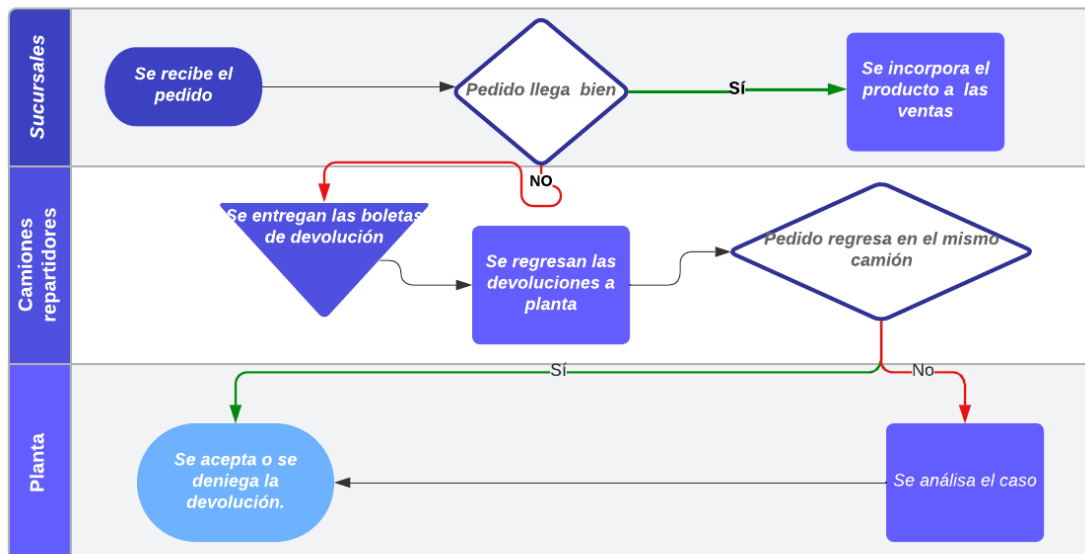 Sucursales
Se recibe el
pedido
Pedido llega  bien
Sí
Se incorpora el
producto a  las
ventas
NO
Camiones
repartidores
Se entregan las boletas
de devolución
Se regresan las
devoluciones a
planta
Pedido regresa en el mismo
camión
Sí
No
Planta
Se acepta o se
deniega la
devolución.
Se análisa el caso